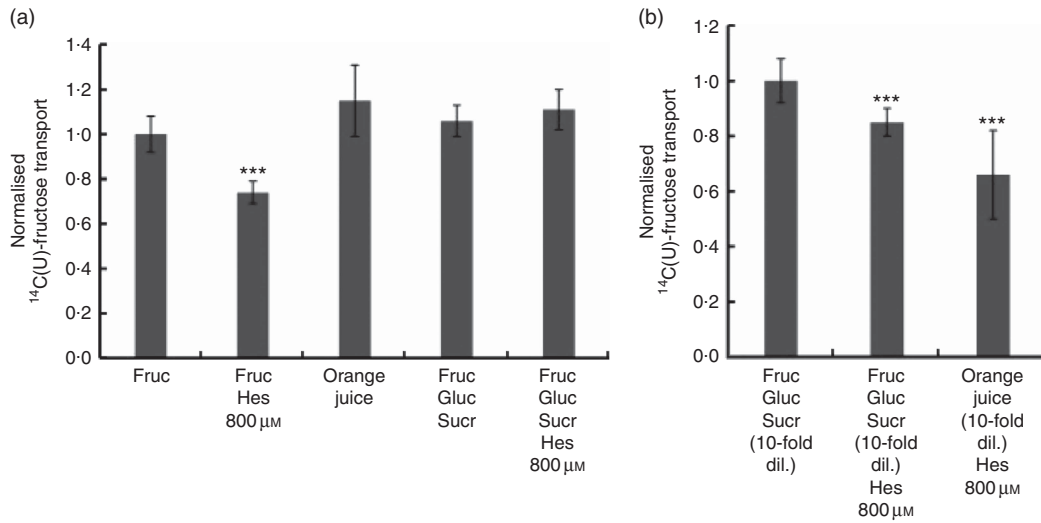 (a)
Normalised
¹⁴C(U)-fructose transport
1·4
1·2
1·0
0·8
0·6
0·4
0·2
0·0
***
Fruc
Fruc
Hes
800 μM
Orange
juice
Fruc
Gluc
Sucr
Fruc
Gluc
Sucr
Hes
800 μM
(b)
Normalised
¹⁴C(U)-fructose transport
1·2
1·0
0·8
0·6
0·4
0·2
0·0
***
***
Fruc
Gluc
Sucr
(10-fold
dil.)
Fruc
Gluc
Sucr
(10-fold
dil.)
Hes
800 μM
Orange
juice
(10-fold
dil.)
Hes
800 μM